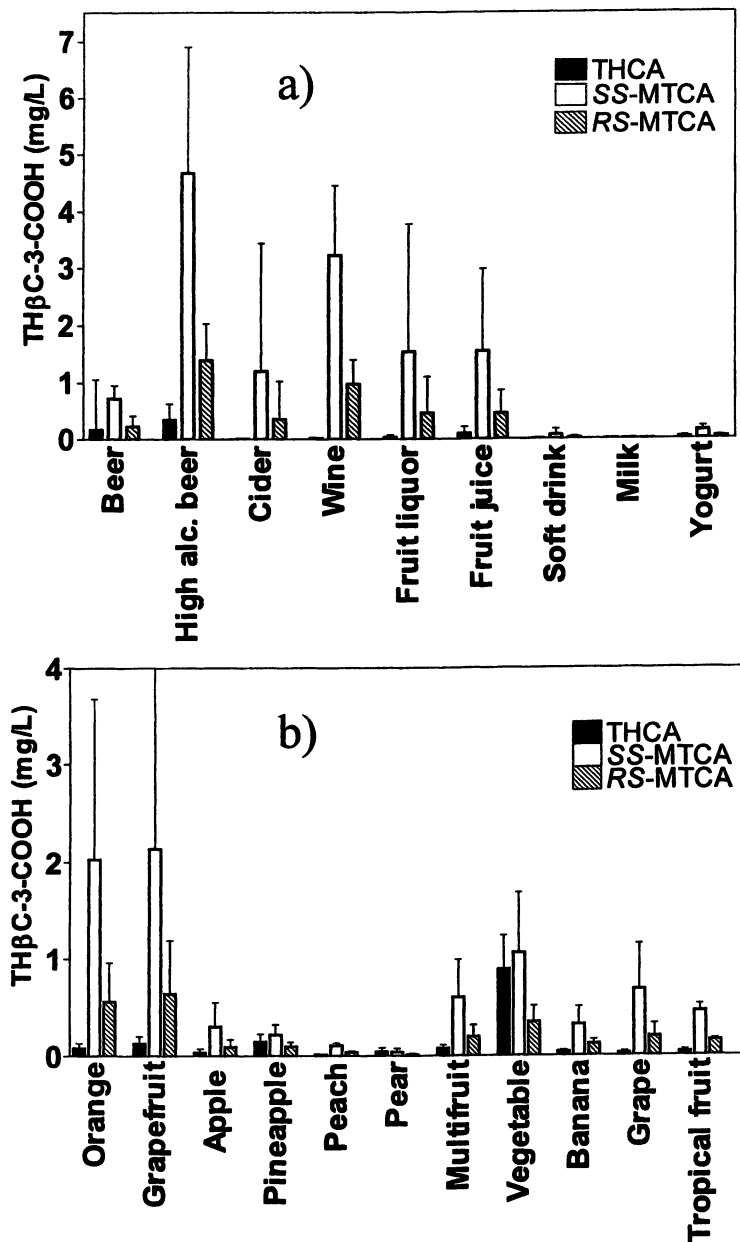 a)
THβC-3-COOH (mg/L)
7
6
5
4
3
2
1
0
THCA
SS-MTCA
RS-MTCA
Beer
High alc. beer
Cider
Wine
Fruit liquor
Fruit juice
Soft drink
Milk
Yogurt
b)
THβC-3-COOH (mg/L)
4
3
2
1
0
THCA
SS-MTCA
RS-MTCA
Orange
Grapefruit
Apple
Pineapple
Peach
Pear
Multifruit
Vegetable
Banana
Grape
Tropical fruit